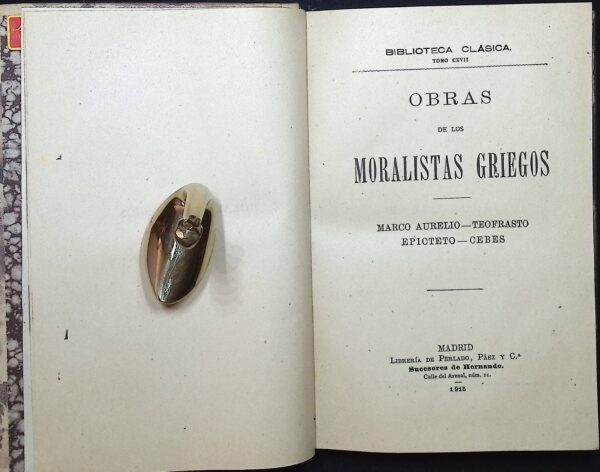 BIBLIOTECA CLÁSICA.
TOMO CXVII
OBRAS
DE LOS
MORALISTAS GRIEGOS
MARCO AURELIO—TEOFRASTO
EPICTETO—CEBES
MADRID
LIBRERÍA DE PERLADO, PÁEZ Y C.ª
Sucesores de Hernando.
Calle del Arenal, núm. 11.
1915